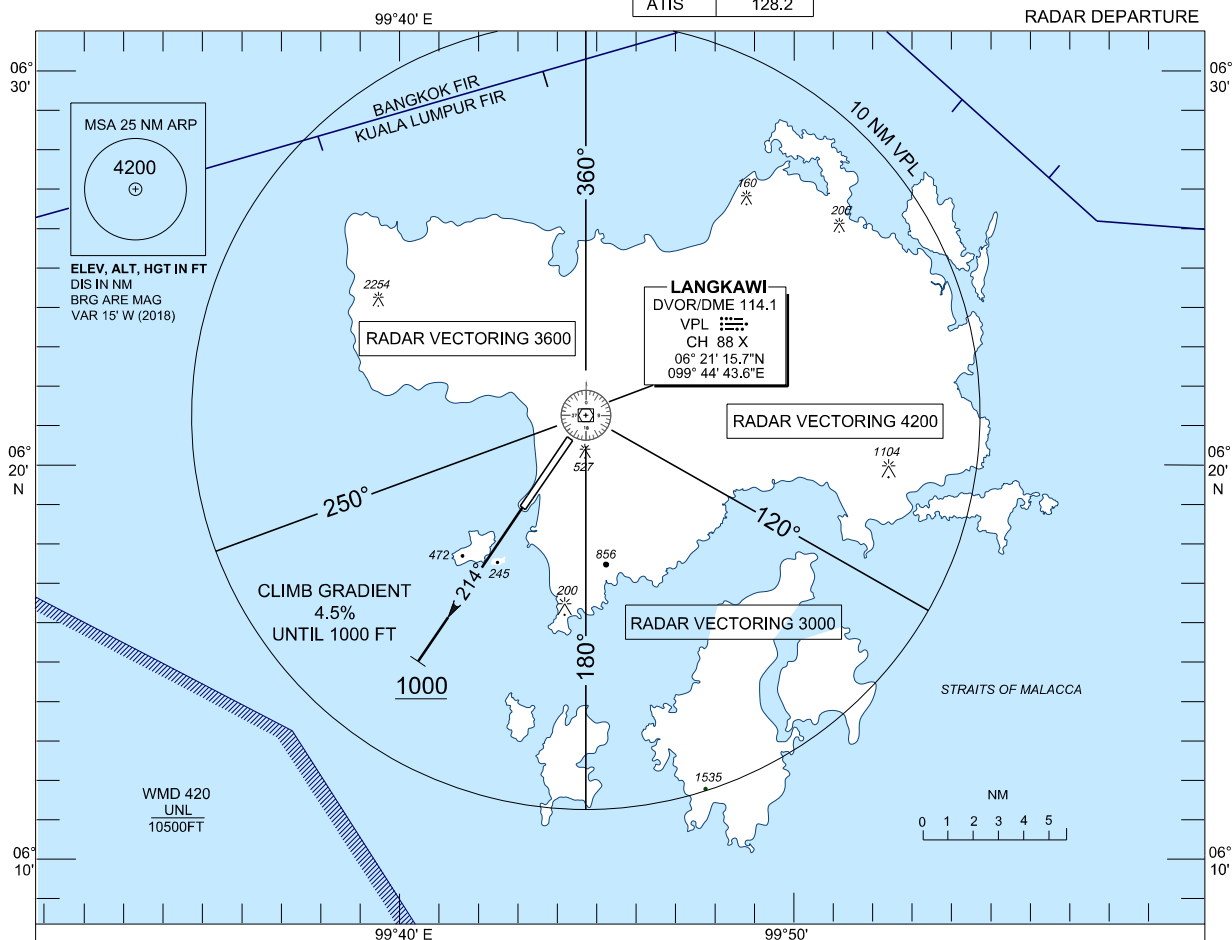 ATIS 128.2
99°40' E
RADAR DEPARTURE
06°
30'
06°
30'
BANGKOK FIR
KUALA LUMPUR FIR
10 NM VPL
MSA 25 NM ARP
4200
360°
160
206
ELEV, ALT, HGT IN FT
DIS IN NM
BRG ARE MAG
VAR 15' W (2018)
2254
LANGKAWI
DVOR/DME 114.1
VPL
CH 88 X
06° 21' 15.7"N
099° 44' 43.6"E
RADAR VECTORING 3600
RADAR VECTORING 4200
06°
20'
N
527
1104
06°
20'
N
250°
120°
472
245
856
214°
CLIMB GRADIENT
4.5%
UNTIL 1000 FT
200
RADAR VECTORING 3000
180°
1000
STRAITS OF MALACCA
1535
WMD 420
UNL
10500FT
NM
0 1 2 3 4 5
06°
10'
06°
10'
99°40' E
99°50'